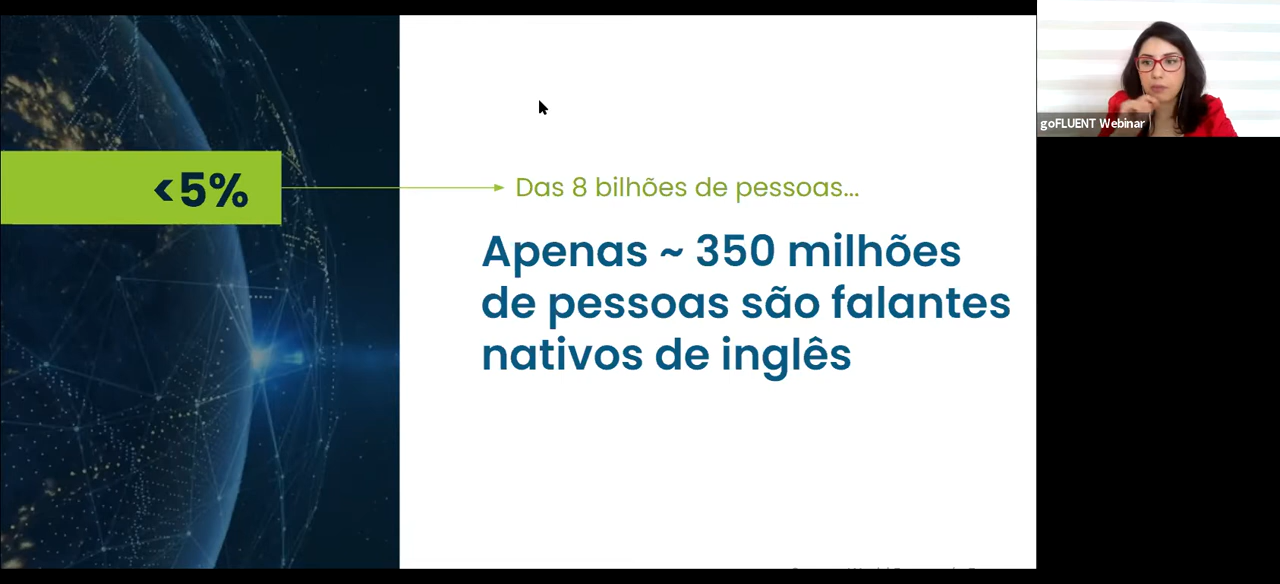 <5%
Das 8 bilhões de pessoas...
Apenas ~ 350 milhões
de pessoas são falantes
nativos de inglês
goFLUENT Webinar